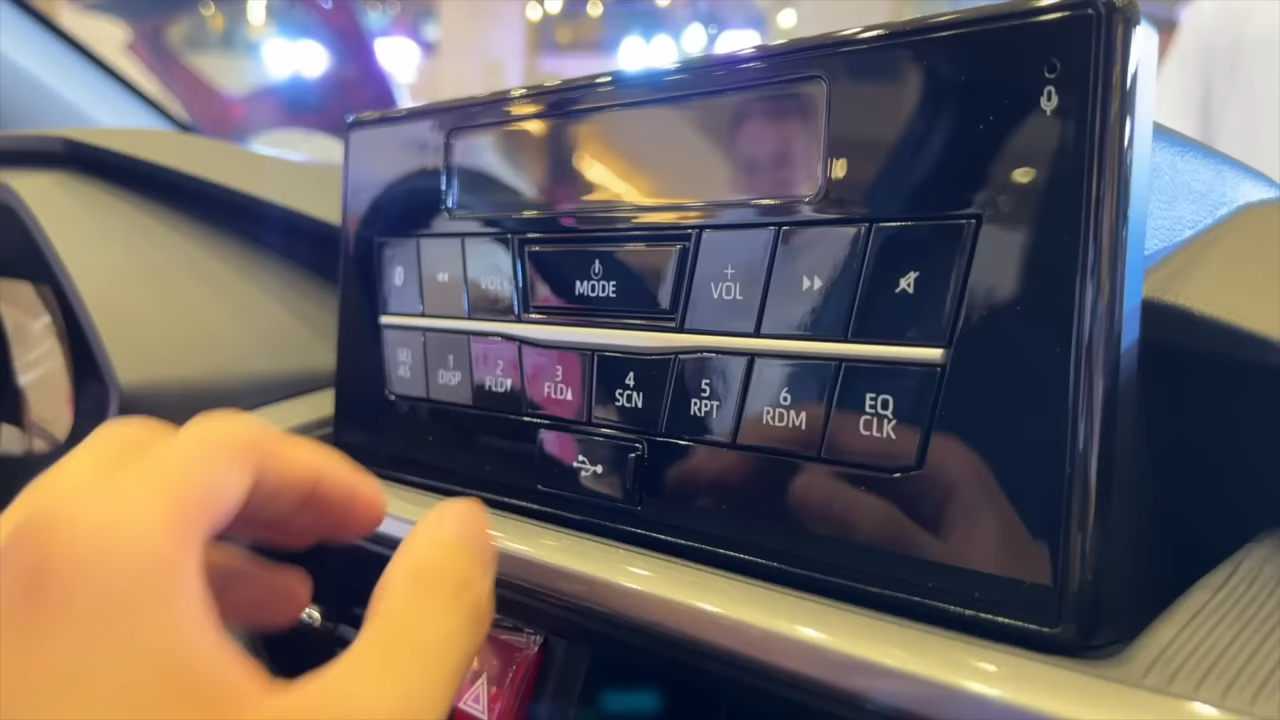 VOL
MODE
+
VOL
SEL
AS
1
DISP
2
FLD▼
3
FLD▲
4
SCN
5
RPT
6
RDM
EQ
CLK